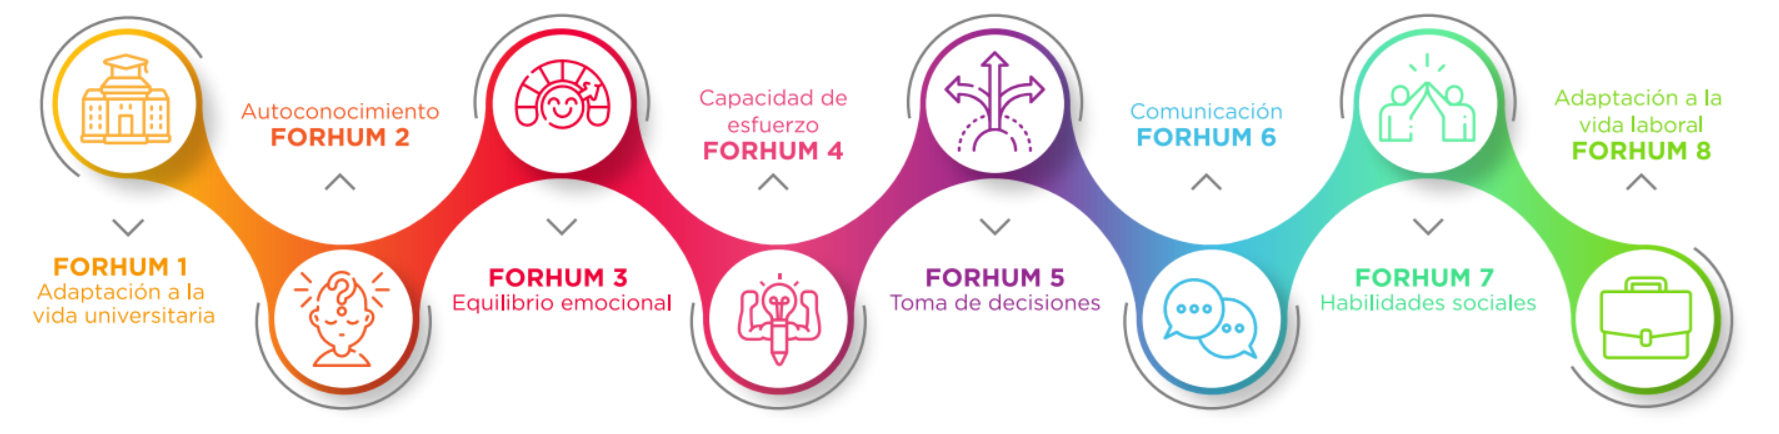 FORHUM 1
Adaptación a la
vida universitaria
Autoconocimiento
FORHUM 2
FORHUM 3
Equilibrio emocional
Capacidad de
esfuerzo
FORHUM 4
FORHUM 5
Toma de decisiones
Comunicación
FORHUM 6
FORHUM 7
Habilidades sociales
Adaptación a la
vida laboral
FORHUM 8